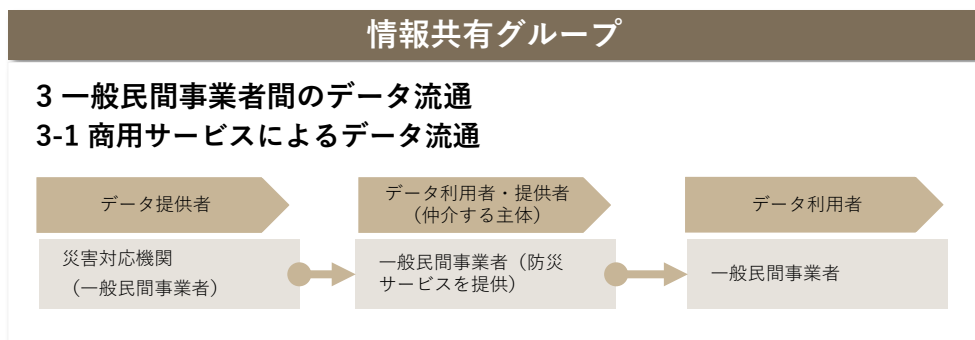 情報共有グループ
3 一般民間事業者間のデータ流通
3-1 商用サービスによるデータ流通
データ提供者
データ利用者・提供者
（仲介する主体）
データ利用者
災害対応機関
（一般民間事業者）
一般民間事業者（防災
サービスを提供）
一般民間事業者